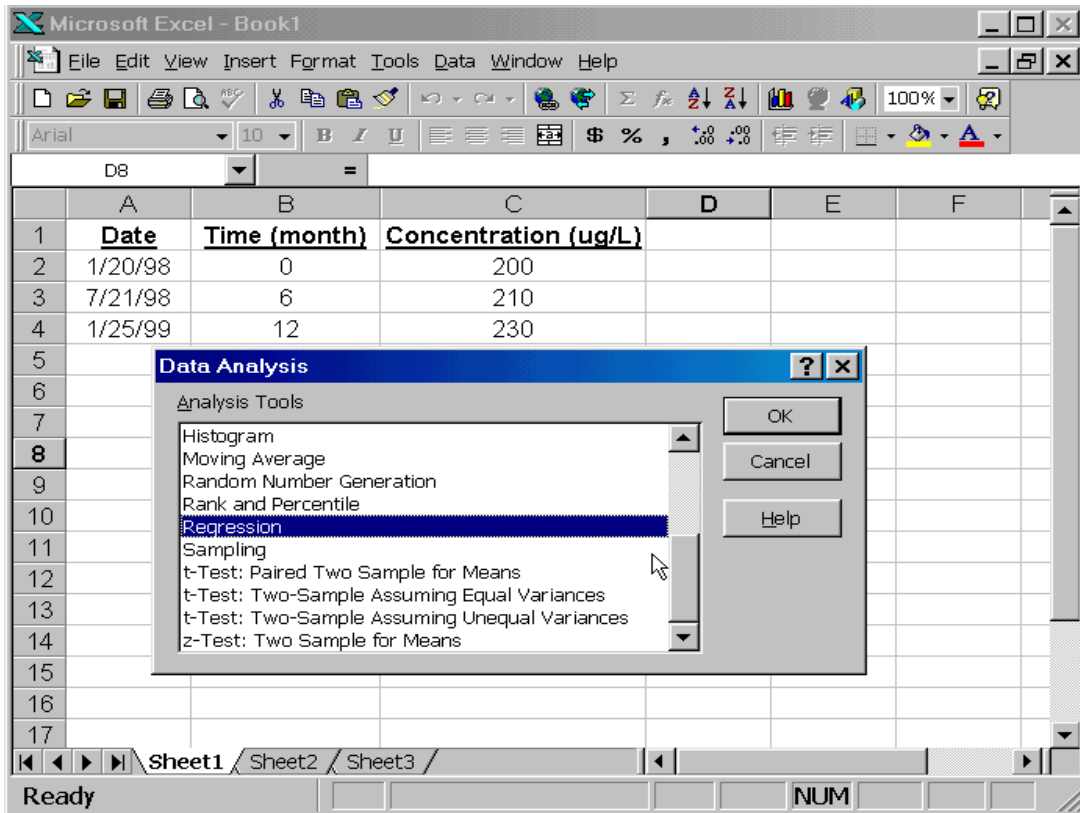 Microsoft Excel - Book1
File Edit View Insert Format Tools Data Window Help
100%
Arial 10 B I U $ % ,
D8 =
A B C D E F
1 Date Time (month) Concentration (ug/L)
2 1/20/98 0 200
3 7/21/98 6 210
4 1/25/99 12 230
5
Data Analysis
6
Analysis Tools
7
OK
Histogram
8
Moving Average
Cancel
9
Random Number Generation
Rank and Percentile
10
Regression
Help
11
Sampling
12
t-Test: Paired Two Sample for Means
t-Test: Two-Sample Assuming Equal Variances
13
t-Test: Two-Sample Assuming Unequal Variances
14
z-Test: Two Sample for Means
15
16
17
Sheet1 Sheet2 Sheet3
Ready NUM